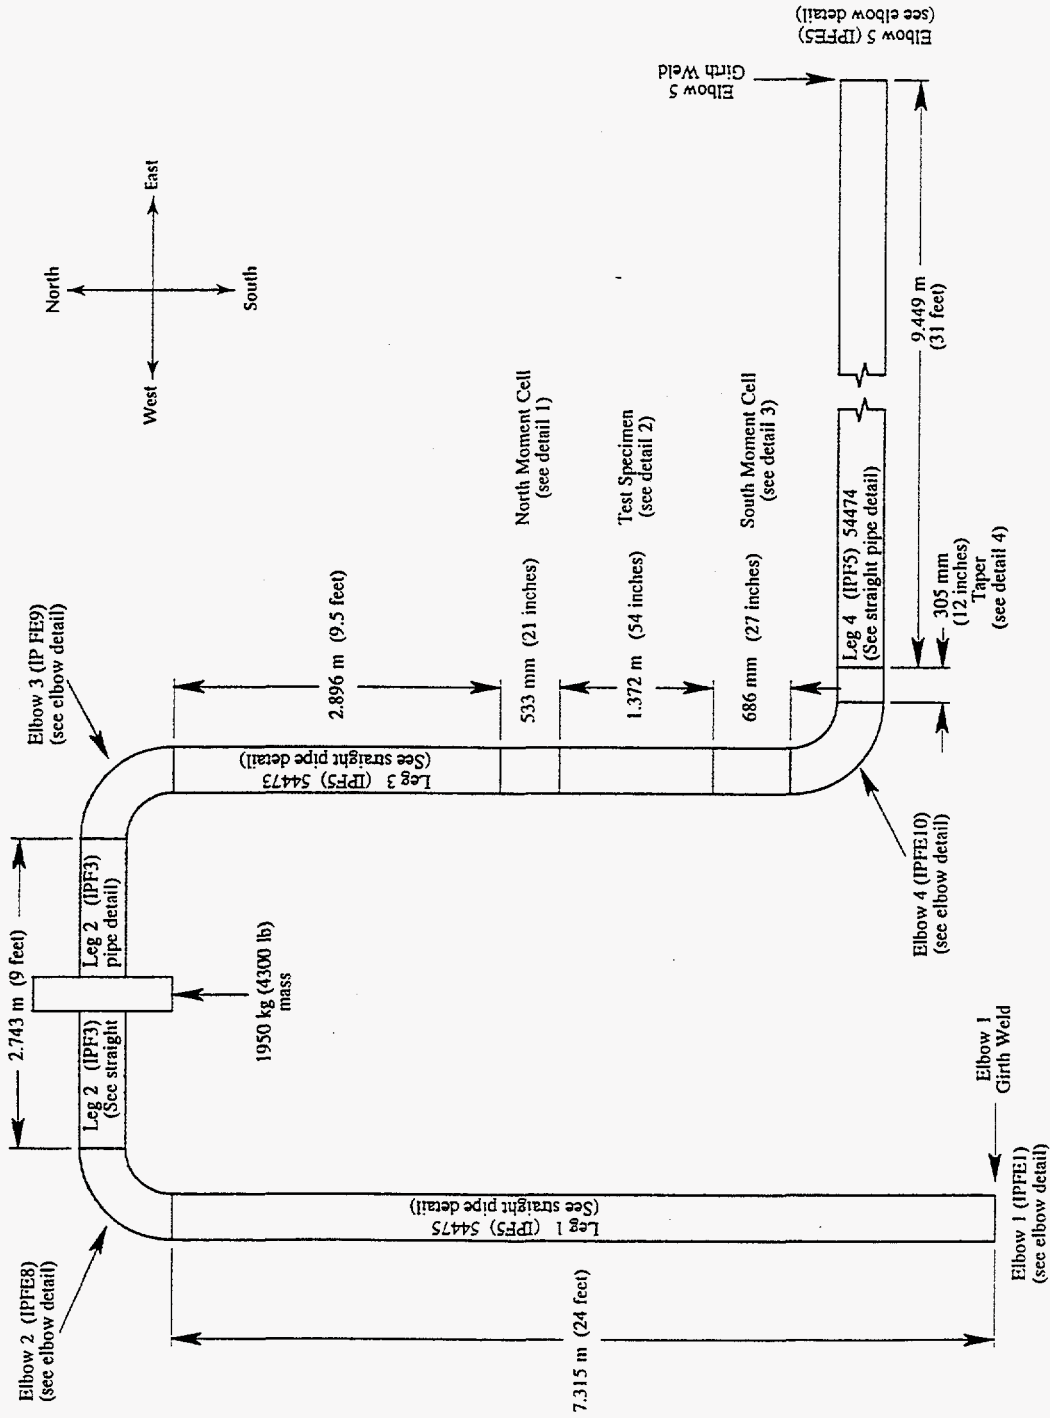 Elbow 5 (IPFE5)
(see elbow detail)
Elbow 5
Girth Weld
North
East
West
South
Elbow 3 (IP FE9)
(see elbow detail)
2.743 m (9 feet)
Leg 2 (IPF3)
(See straight
Leg 2 (IPF3)
pipe detail)
1950 kg (4300 lb)
mass
Elbow 2 (IPFE8)
(see elbow detail)
Leg 3 (IPF5) 54473
(See straight pipe detail)
2.896 m (9.5 feet)
533 mm (21 inches)
North Moment Cell
(see detail 1)
1.372 m (54 inches)
Test Specimen
(see detail 2)
686 mm (27 inches)
South Moment Cell
(see detail 3)
Leg 4 (IPF5) 54474
(See straight pipe detail)
9.449 m
(31 feet)
305 mm
(12 inches)
Taper
(see detail 4)
Elbow 4 (IPFE10)
(see elbow detail)
Leg 1 (IPF5) 54475
(See straight pipe detail)
7.315 m (24 feet)
Elbow 1
Girth Weld
Elbow 1 (IPFE1)
(see elbow detail)